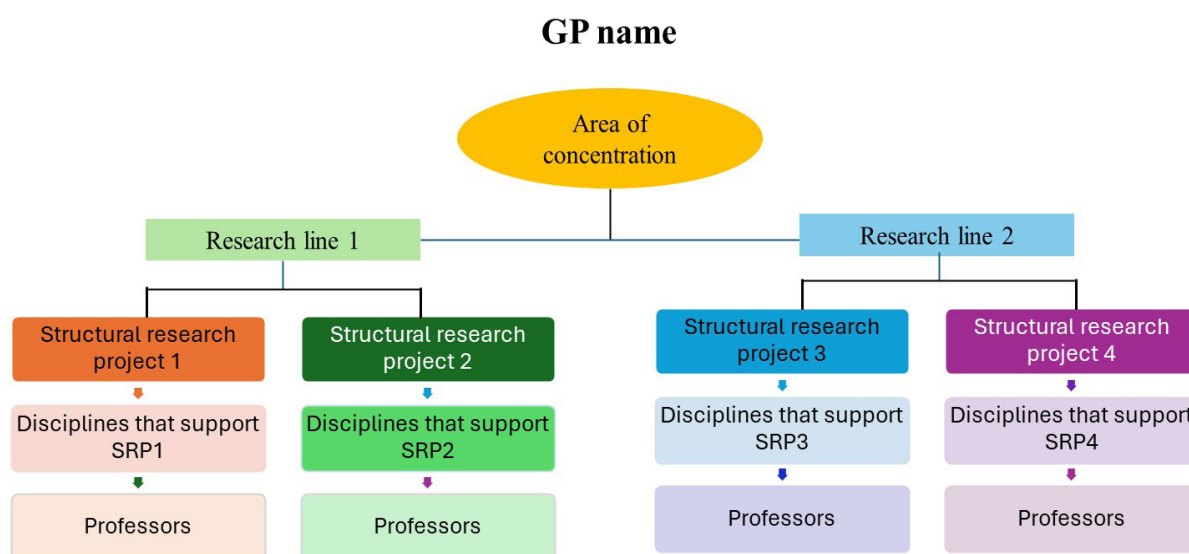 GP name
Area of
concentration
Research line 1
Research line 2
Structural research
project 1
Structural research
project 2
Structural research
project 3
Structural research
project 4
Disciplines that support
SRP1
Disciplines that support
SRP2
Disciplines that support
SRP3
Disciplines that support
SRP4
Professors
Professors
Professors
Professors